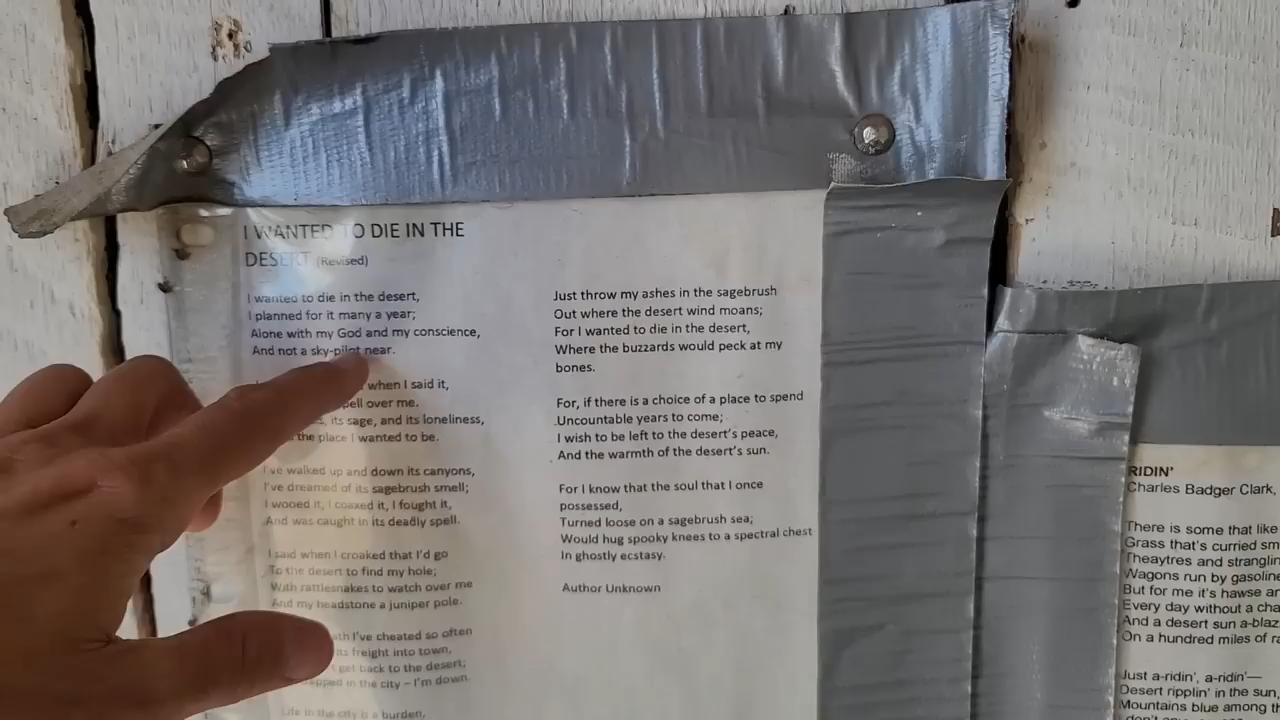 I WANTED TO DIE IN THE
DESERT (Revised)
I wanted to die in the desert,
I planned for it many a year;
Alone with my God and my conscience,
And not a sky-pilot near.
when I said it,
over me.
its sage, and its loneliness,
the place I wanted to be.
I've walked up and down its canyons,
I've dreamed of its sagebrush smell;
I wooed it, I coaxed it, I fought it,
And was caught in its deadly spell.
I said when I croaked that I'd go
To the desert to find my hole;
With rattlesnakes to watch over me
And my headstone a juniper pole.
I've cheated so often
its freight into town,
get back to the desert;
in the city – I'm down.
Life in the city is a burden,
Just throw my ashes in the sagebrush
Out where the desert wind moans;
For I wanted to die in the desert,
Where the buzzards would peck at my
bones.
For, if there is a choice of a place to spend
Uncountable years to come;
I wish to be left to the desert's peace,
And the warmth of the desert's sun.
For I know that the soul that I once
possessed,
Turned loose on a sagebrush sea;
Would hug spooky knees to a spectral chest
In ghostly ecstasy.
Author Unknown
RIDIN'
Charles Badger Clark,
There is some that like
Grass that's curried
Theaytres and
Wagons run by
But for me it's hawse
Every day without a
And a desert sun
On a hundred miles of
Just a-ridin', a-ridin'—
Desert ripplin' in the sun,
Mountains blue among